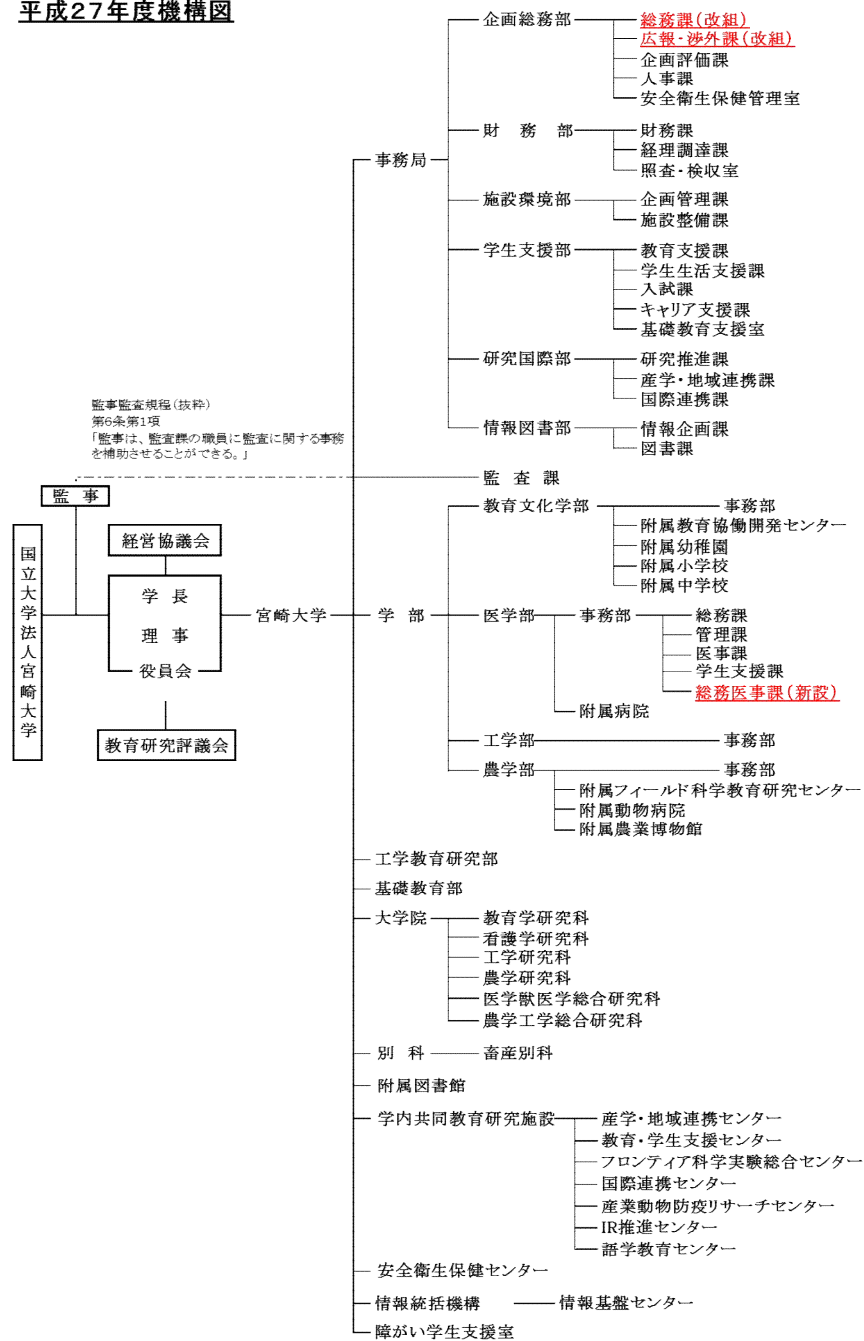 平成27年度機構図
企画総務部
総務課(改組)
広報・渉外課(改組)
企画評価課
人事課
安全衛生保健管理室
財務部
財務課
経理調達課
照査・検収室
事務局
施設環境部
企画管理課
施設整備課
学生支援部
教育支援課
学生生活支援課
入試課
キャリア支援課
基礎教育支援室
研究国際部
研究推進課
産学・地域連携課
国際連携課
情報図書部
情報企画課
図書課
監事監査規程(抜粋)
第6条第1項
「監事は、監査課の職員に監査に関する事務
を補助させることができる。」
監査課
監事
国立大学法人宮崎大学
経営協議会
学長
理事
役員会
教育研究評議会
宮崎大学
学部
教育文化学部
事務部
附属教育協働開発センター
附属幼稚園
附属小学校
附属中学校
医学部
事務部
総務課
管理課
医事課
学生支援課
総務医事課(新設)
附属病院
工学部
事務部
農学部
事務部
附属フィールド科学教育研究センター
附属動物病院
附属農業博物館
工学教育研究部
基礎教育部
大学院
教育学研究科
看護学研究科
工学研究科
農学研究科
医学獣医学総合研究科
農学工学総合研究科
別科
畜産別科
附属図書館
学内共同教育研究施設
産学・地域連携センター
教育・学生支援センター
フロンティア科学実験総合センター
国際連携センター
産業動物防疫リサーチセンター
IR推進センター
語学教育センター
安全衛生保健センター
情報統括機構
情報基盤センター
障がい学生支援室